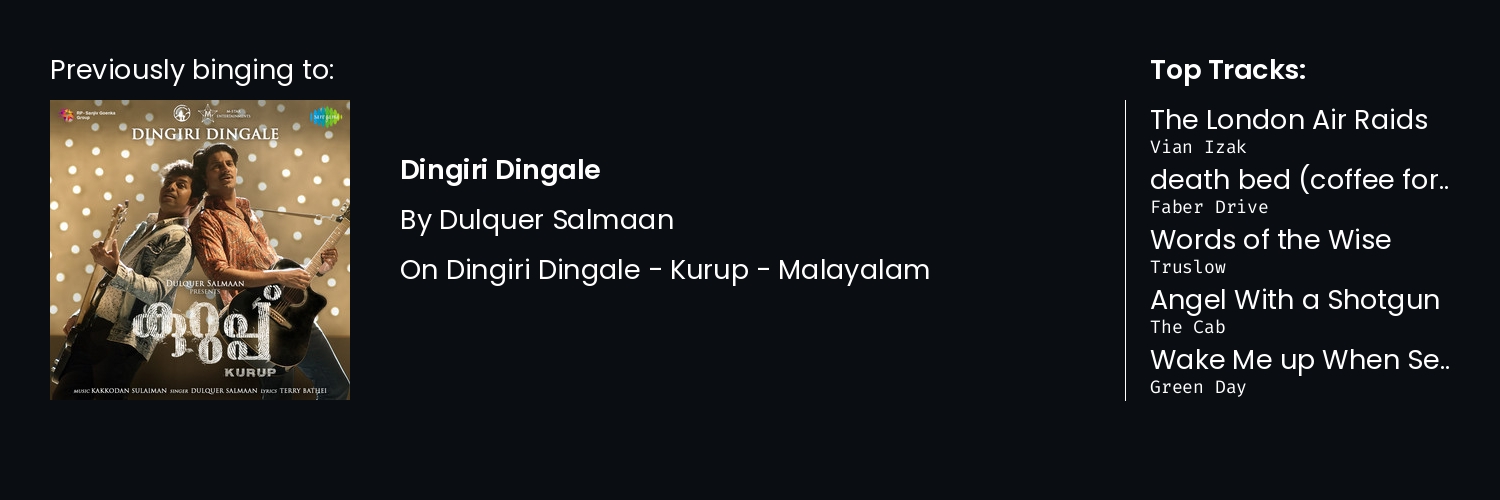 Previously binging to:
RP-Sanjiv Goenka
Group
M-STAR
ENTERTAINMENTS
SAREGAMA
DINGIRI DINGALE
DULQUER SALMAAN
PRESENTS
കുറുപ്പ്
KURUP
MUSIC KAKKODAN SULAIMAN SINGER DULQUER SALMAAN LYRICS TERRY BATHEI
Dingiri Dingale
By Dulquer Salmaan
On Dingiri Dingale - Kurup - Malayalam
Top Tracks:
The London Air Raids
Vian Izak
death bed (coffee for..
Faber Drive
Words of the Wise
Truslow
Angel With a Shotgun
The Cab
Wake Me up When Se..
Green Day